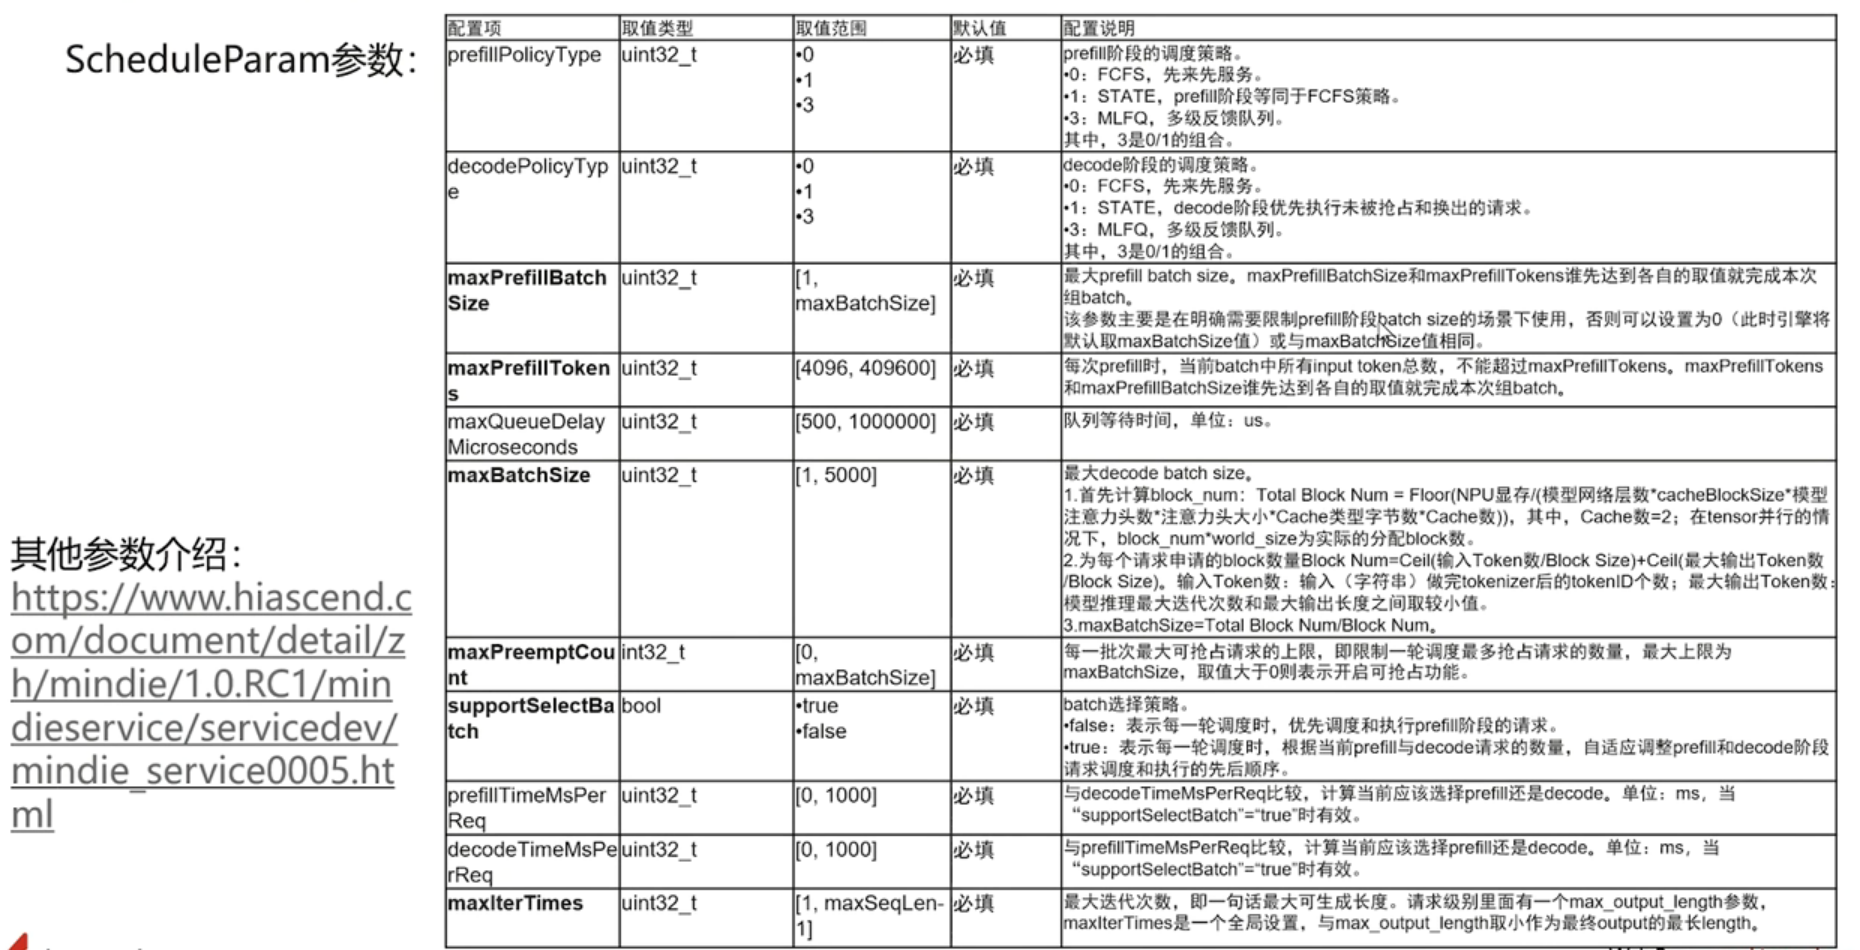 ScheduleParam参数：
配置项 取值类型 取值范围 默认值 配置说明
prefillPolicyType uint32_t •0 必填 prefill阶段的调度策略。
•1 •0：FCFS，先来先服务。
•3 •1：STATE，prefill阶段等同于FCFS策略。
•3：MLFQ，多级反馈队列。
其中，3是0/1的组合。
decodePolicyTyp uint32_t •0 必填 decode阶段的调度策略。
e •1 •0：FCFS，先来先服务。
•3 •1：STATE，decode阶段优先执行未被抢占和换出的请求。
•3：MLFQ，多级反馈队列。
其中，3是0/1的组合。
maxPrefillBatch uint32_t [1, 必填 最大prefill batch size。maxPrefillBatchSize和maxPrefillTokens谁先达到各自的取值就完成本次
Size maxBatchSize] 组batch。
该参数主要是在明确需要限制prefill阶段batch size的场景下使用，否则可以设置为0（此时引擎将
默认取maxBatchSize值）或与maxBatchSize值相同。
maxPrefillToken uint32_t [4096, 409600] 必填 每次prefill时，当前batch中所有input token总数，不能超过maxPrefillTokens。maxPrefillTokens
s 和maxPrefillBatchSize谁先达到各自的取值就完成本次组batch。
maxQueueDelay uint32_t [500, 1000000] 必填 队列等待时间，单位：us。
Microseconds
maxBatchSize uint32_t [1, 5000] 必填 最大decode batch size。
1.首先计算block_num：Total Block Num = Floor(NPU显存/(模型网络层数*cacheBlockSize*模型
注意力头数*注意力头大小*Cache类型字节数*Cache数))，其中，Cache数=2；在tensor并行的情
况下，block_num*world_size为实际的分配block数。
2.为每个请求申请的block数量Block Num=Ceil(输入Token数/Block Size)+Ceil(最大输出Token数
/Block Size)。输入Token数：输入（字符串）做完tokenizer后的tokenID个数；最大输出Token数：
模型推理最大迭代次数和最大输出长度之间取较小值。
3.maxBatchSize=Total Block Num/Block Num。
maxPreemptCou int32_t [0, 必填 每一批次最大可抢占请求的上限，即限制一轮调度最多抢占请求的数量，最大上限为
nt maxBatchSize] maxBatchSize，取值大于0则表示开启可抢占功能。
supportSelectBa bool •true 必填 batch选择策略。
tch •false •false：表示每一轮调度时，优先调度和执行prefill阶段的请求。
•true：表示每一轮调度时，根据当前prefill与decode请求的数量，自适应调整prefill和decode阶段
请求调度和执行的先后顺序。
prefillTimeMsPer uint32_t [0, 1000] 必填 与decodeTimeMsPerReq比较，计算当前应该选择prefill还是decode。单位：ms，当
Req “supportSelectBatch”=“true”时有效。
decodeTimeMsPe uint32_t [0, 1000] 必填 与prefillTimeMsPerReq比较，计算当前应该选择prefill还是decode。单位：ms，当
rReq “supportSelectBatch”=“true”时有效。
maxIterTimes uint32_t [1, maxSeqLen- 必填 最大迭代次数，即一句话最大可生成长度。请求级别里面有一个max_output_length参数，
1] maxIterTimes是一个全局设置，与max_output_length取小作为最终output的最长length。
其他参数介绍：
https://www.hiascend.c
om/document/detail/z
h/mindie/1.0.RC1/min
dieservice/servicedev/
mindie_service0005.ht
ml